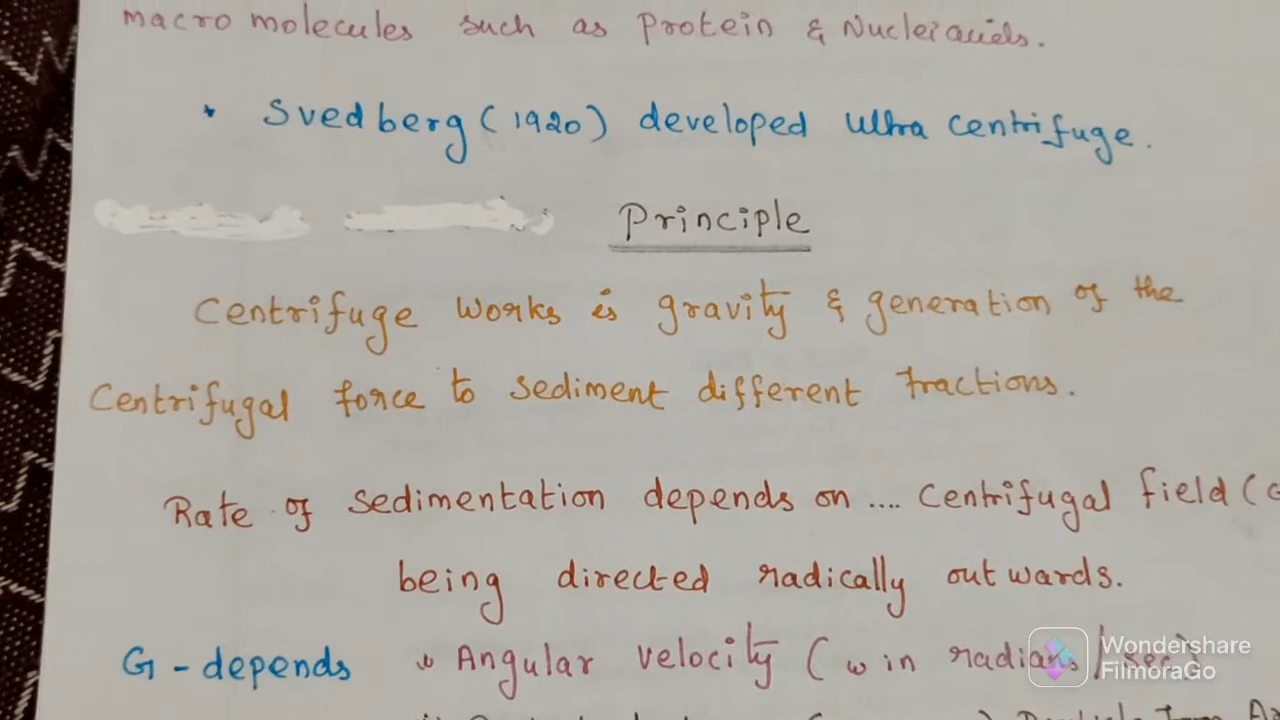 macromolecules such as Protein & Nucleic acids.
* Svedberg (1920) developed Ultra Centrifuge.
Principle
Centrifuge works is gravity & generation of the
Centrifugal force to sediment different fractions.
Rate of sedimentation depends on .... Centrifugal field (
being directed radically outwards.
G - depends i) Angular velocity ( ω in radians / sec)
Wondershare
FilmoraGo